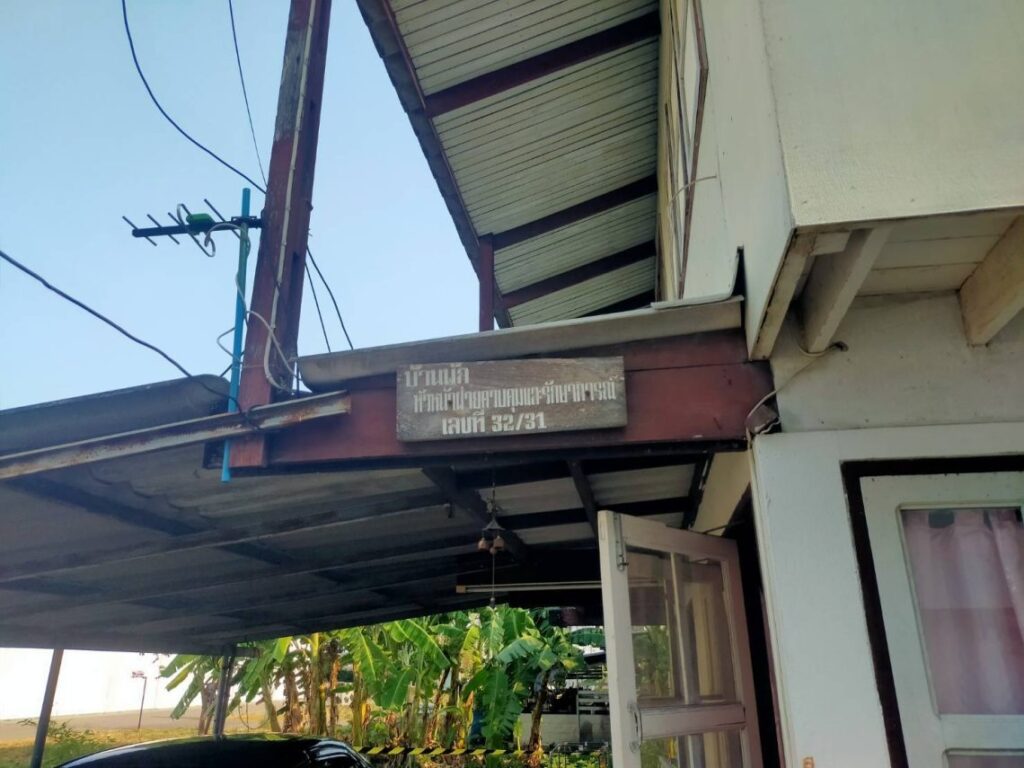 บ้านพัก
หัวหน้าฝ่ายควบคุมและรักษาการณ์
เลขที่ 32/31